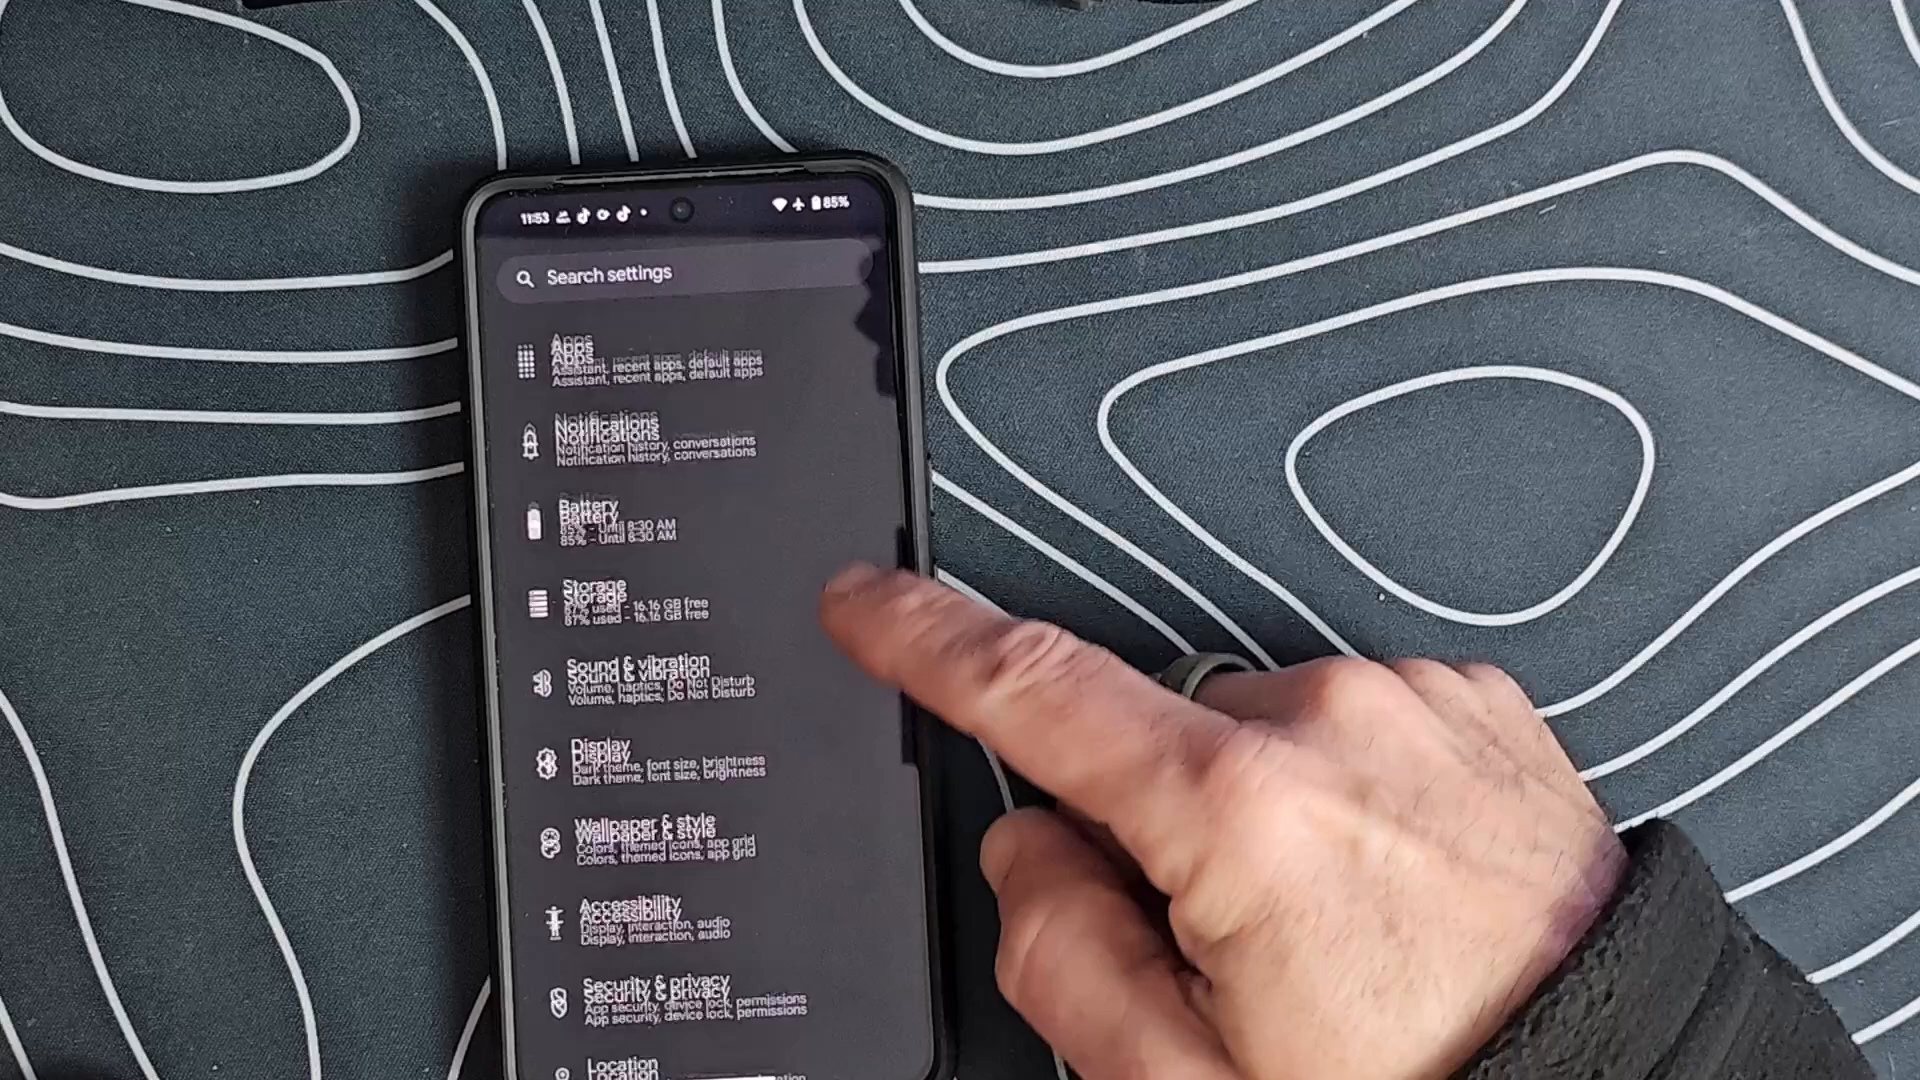 11:53
85%
Search settings
Apps
Assistant, recent apps, default apps
Notifications
Notification history, conversations
Battery
85% - Until 8:30 AM
Storage
87% used - 16.16 GB free
Sound & vibration
Volume, haptics, Do Not Disturb
Display
Dark theme, font size, brightness
Wallpaper & style
Colors, themed icons, app grid
Accessibility
Display, interaction, audio
Security & privacy
App security, device lock, permissions
Location